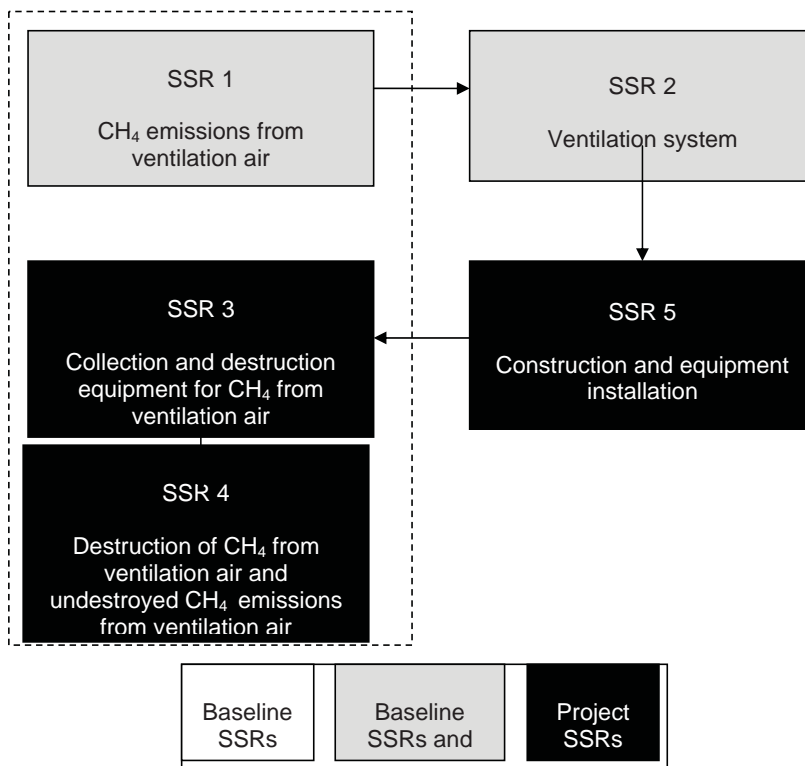 SSR 1
CH₄ emissions from
ventilation air
SSR 2
Ventilation system
SSR 3
Collection and destruction
equipment for CH₄ from
ventilation air
SSR 5
Construction and equipment
installation
SSR 4
Destruction of CH₄ from
ventilation air and
undestroyed CH₄ emissions
from ventilation air
Baseline
SSRs
Baseline
SSRs and
Project
SSRs